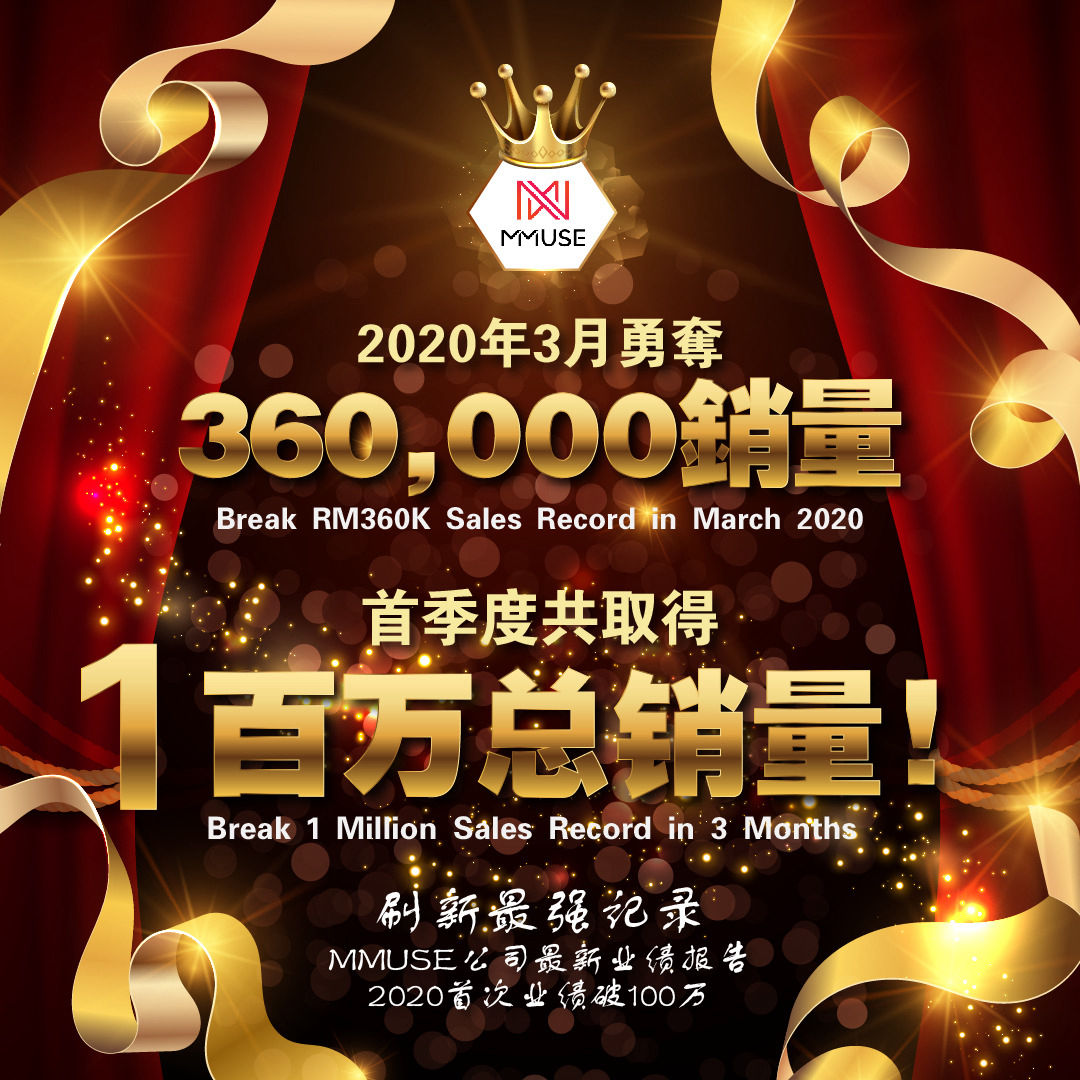 MMUSE
2020年3月勇奪
360,000銷量
Break RM360K Sales Record in March 2020
首季度共取得
1百万总销量!
Break 1 Million Sales Record in 3 Months
刷新最强记录
MMUSE公司最新业绩报告
2020首次业绩破100万